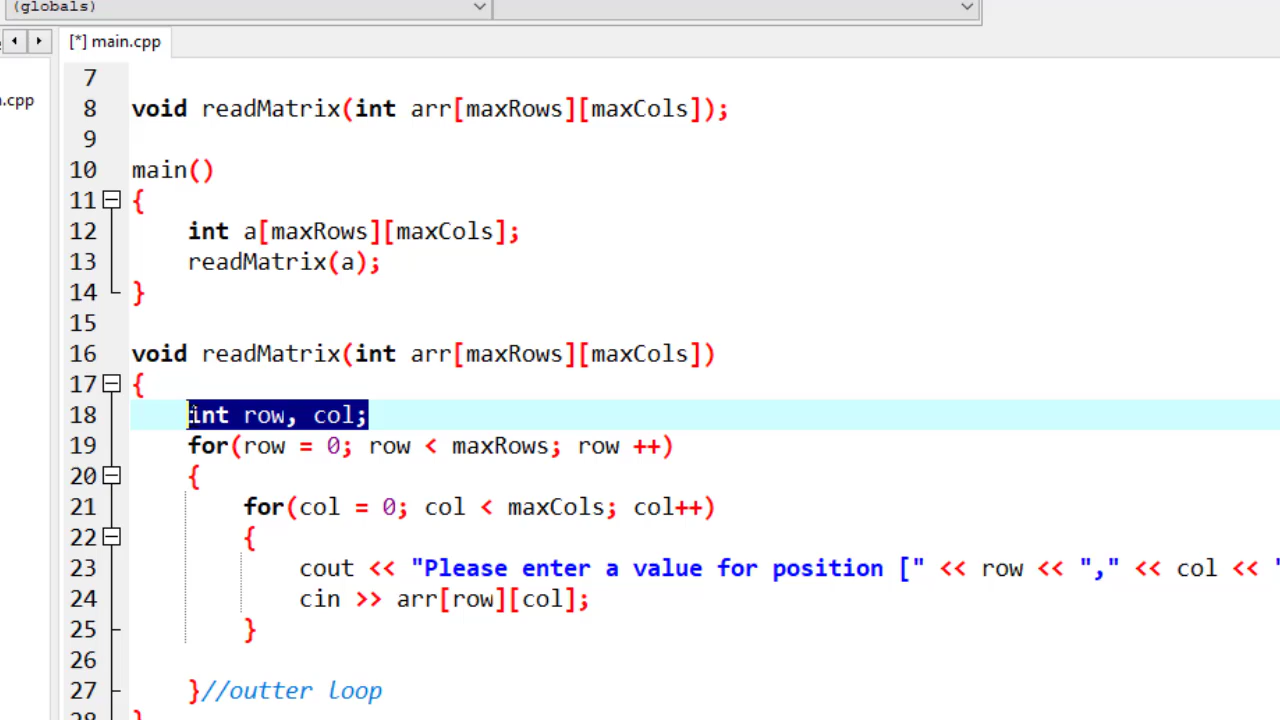 (globals)
[*] main.cpp
.cpp
7
8 void readMatrix(int arr[maxRows][maxCols]);
9
10 main()
11 {
12 int a[maxRows][maxCols];
13 readMatrix(a);
14 }
15
16 void readMatrix(int arr[maxRows][maxCols])
17 {
18 int row, col;
19 for(row = 0; row < maxRows; row ++)
20 {
21 for(col = 0; col < maxCols; col++)
22 {
23 cout << "Please enter a value for position [" << row << "," << col << "
24 cin >> arr[row][col];
25 }
26
27 }//outter loop
28 }